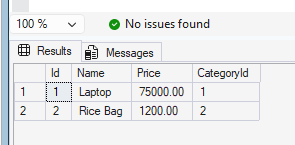 100 % No issues found
Results Messages
Id Name Price CategoryId
1 1 Laptop 75000.00 1
2 2 Rice Bag 1200.00 2